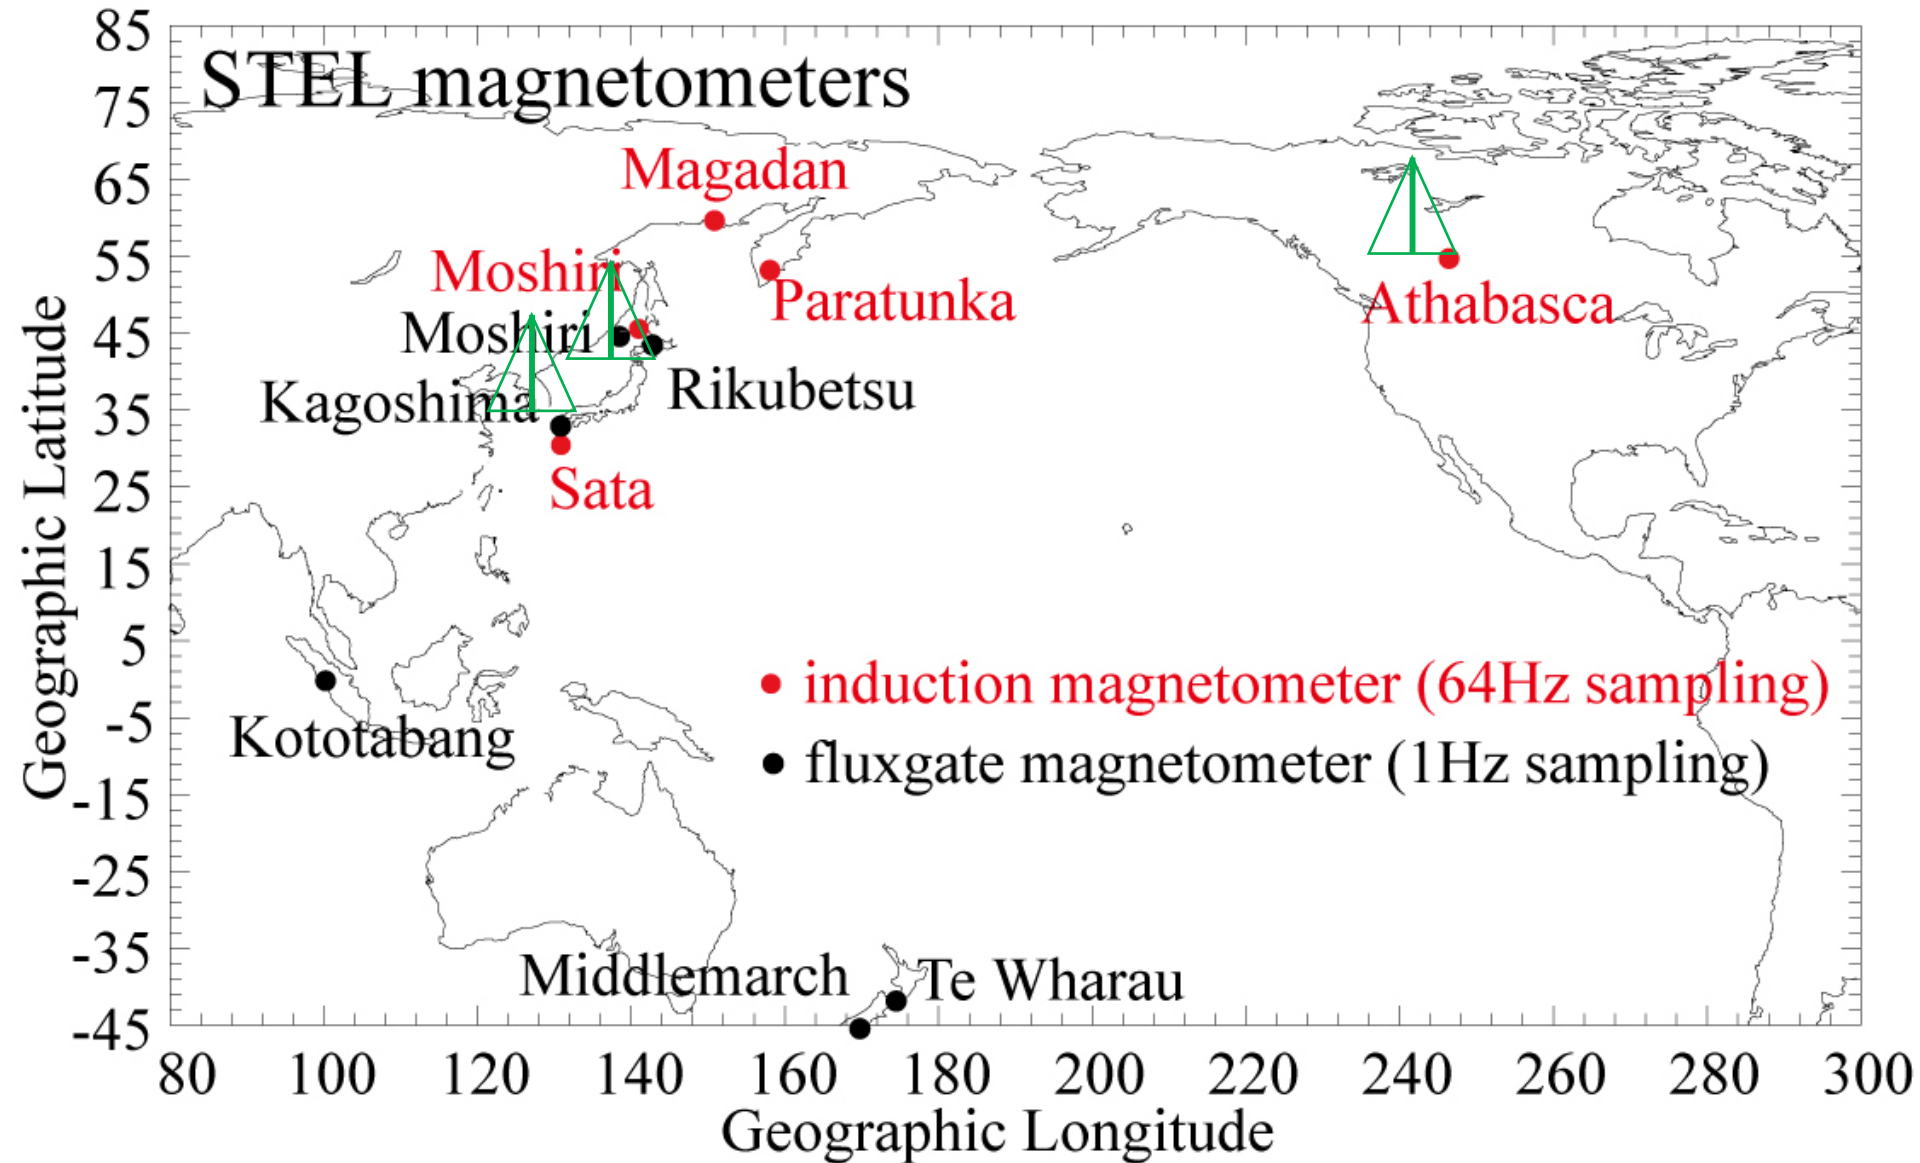 85
STEL magnetometers
75
Magadan
65
55
Moshiri
Paratunka
Athabasca
45
Moshiri
Rikubetsu
35
Kagoshima
Sata
25
15
5
induction magnetometer (64Hz sampling)
-5
Kototabang
fluxgate magnetometer (1Hz sampling)
-15
-25
-35
Middlemarch
Te Wharau
-45
Geographic Latitude
80 100 120 140 160 180 200 220 240 260 280 300
Geographic Longitude